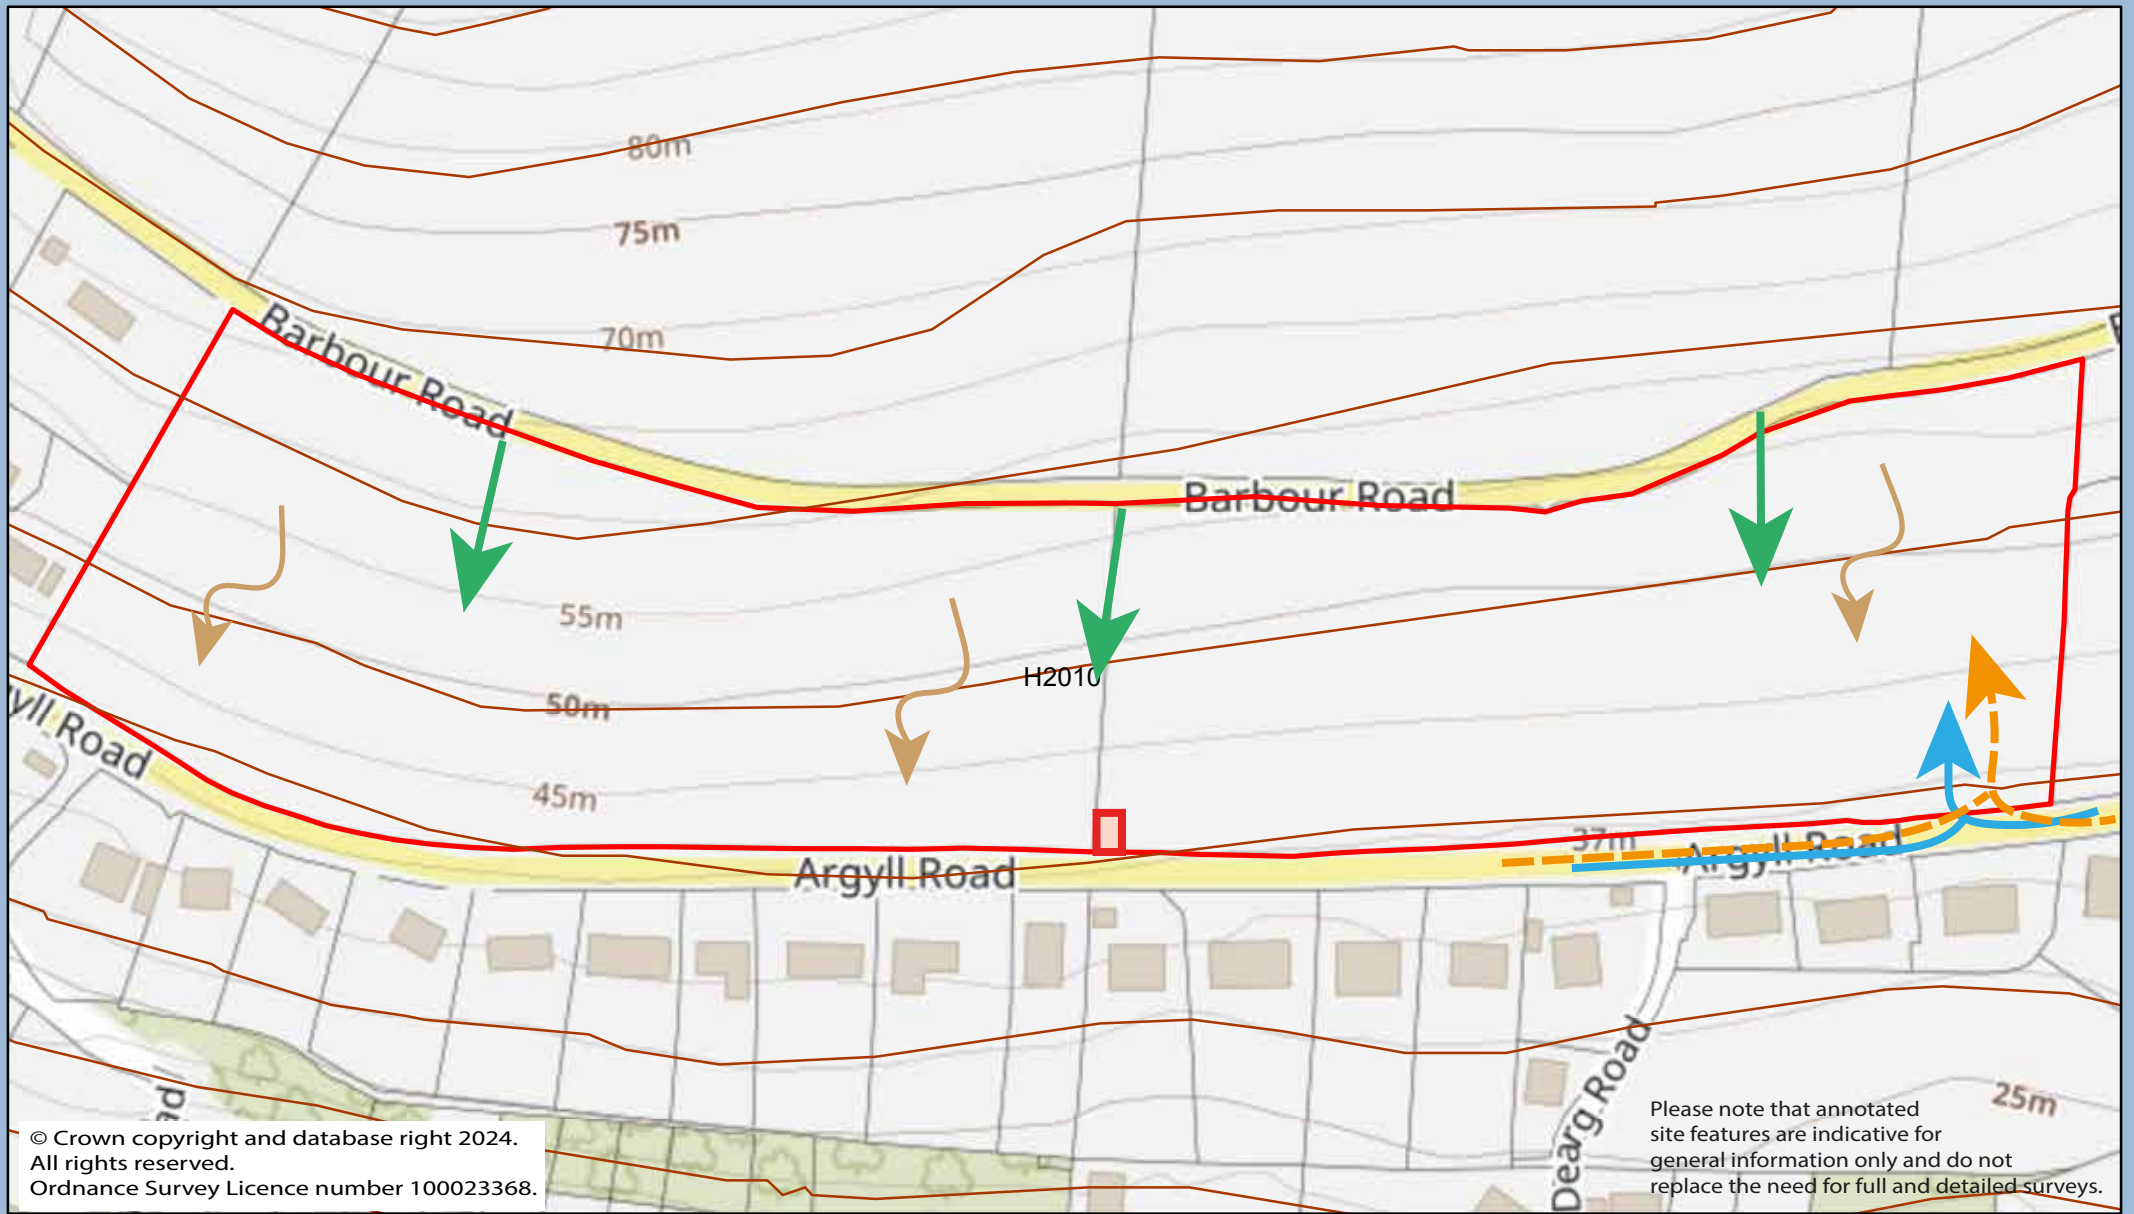 80m
75m
70m
Barbour Road
Barbour Road
55m
H2010
50m
yll Road
45m
37m
Argyll Road
Argyll Road
Dearg Road
25m
ad
Please note that annotated
site features are indicative for
general information only and do not
replace the need for full and detailed surveys.
© Crown copyright and database right 2024.
All rights reserved.
Ordnance Survey Licence number 100023368.